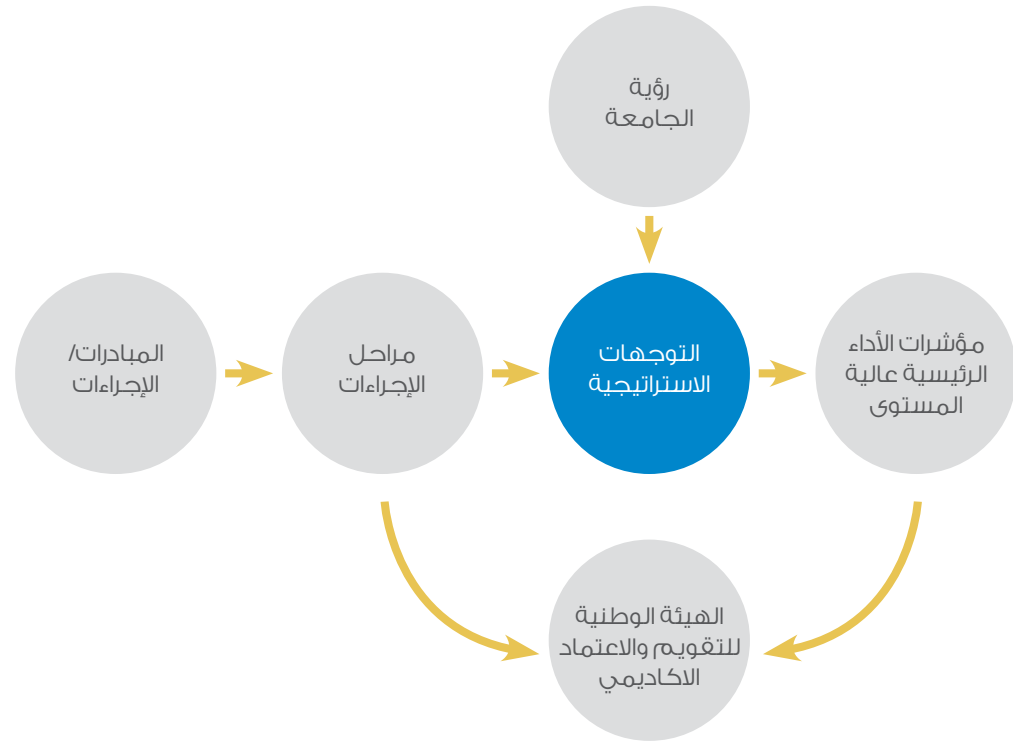 رؤية
الجامعة
مؤشرات الأداء
الرئيسية عالية
المستوى
التوجهات
الاستراتيجية
مراحل
الإجراءات
المبادرات/
الإجراءات
الهيئة الوطنية
للتقويم والاعتماد
الاكاديمي